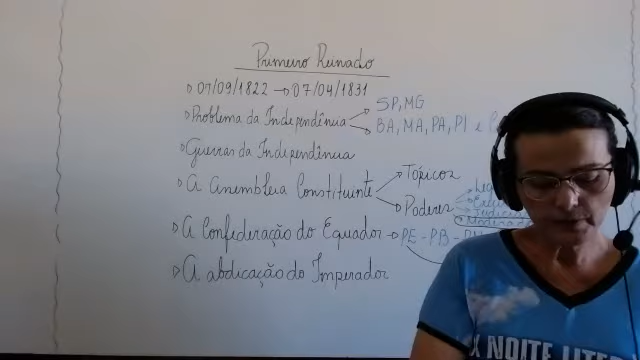 Primeiro Reinado
07/09/1822 → 07/04/1831
Problema da Independência
SP, MG
BA, MA, PA, PI e
Guerras da Independência
A Assembleia Constituinte
Tópicos
Poderes
A Confederação do Equador → PE - PB -
A abdicação do Imperador
X NOITE